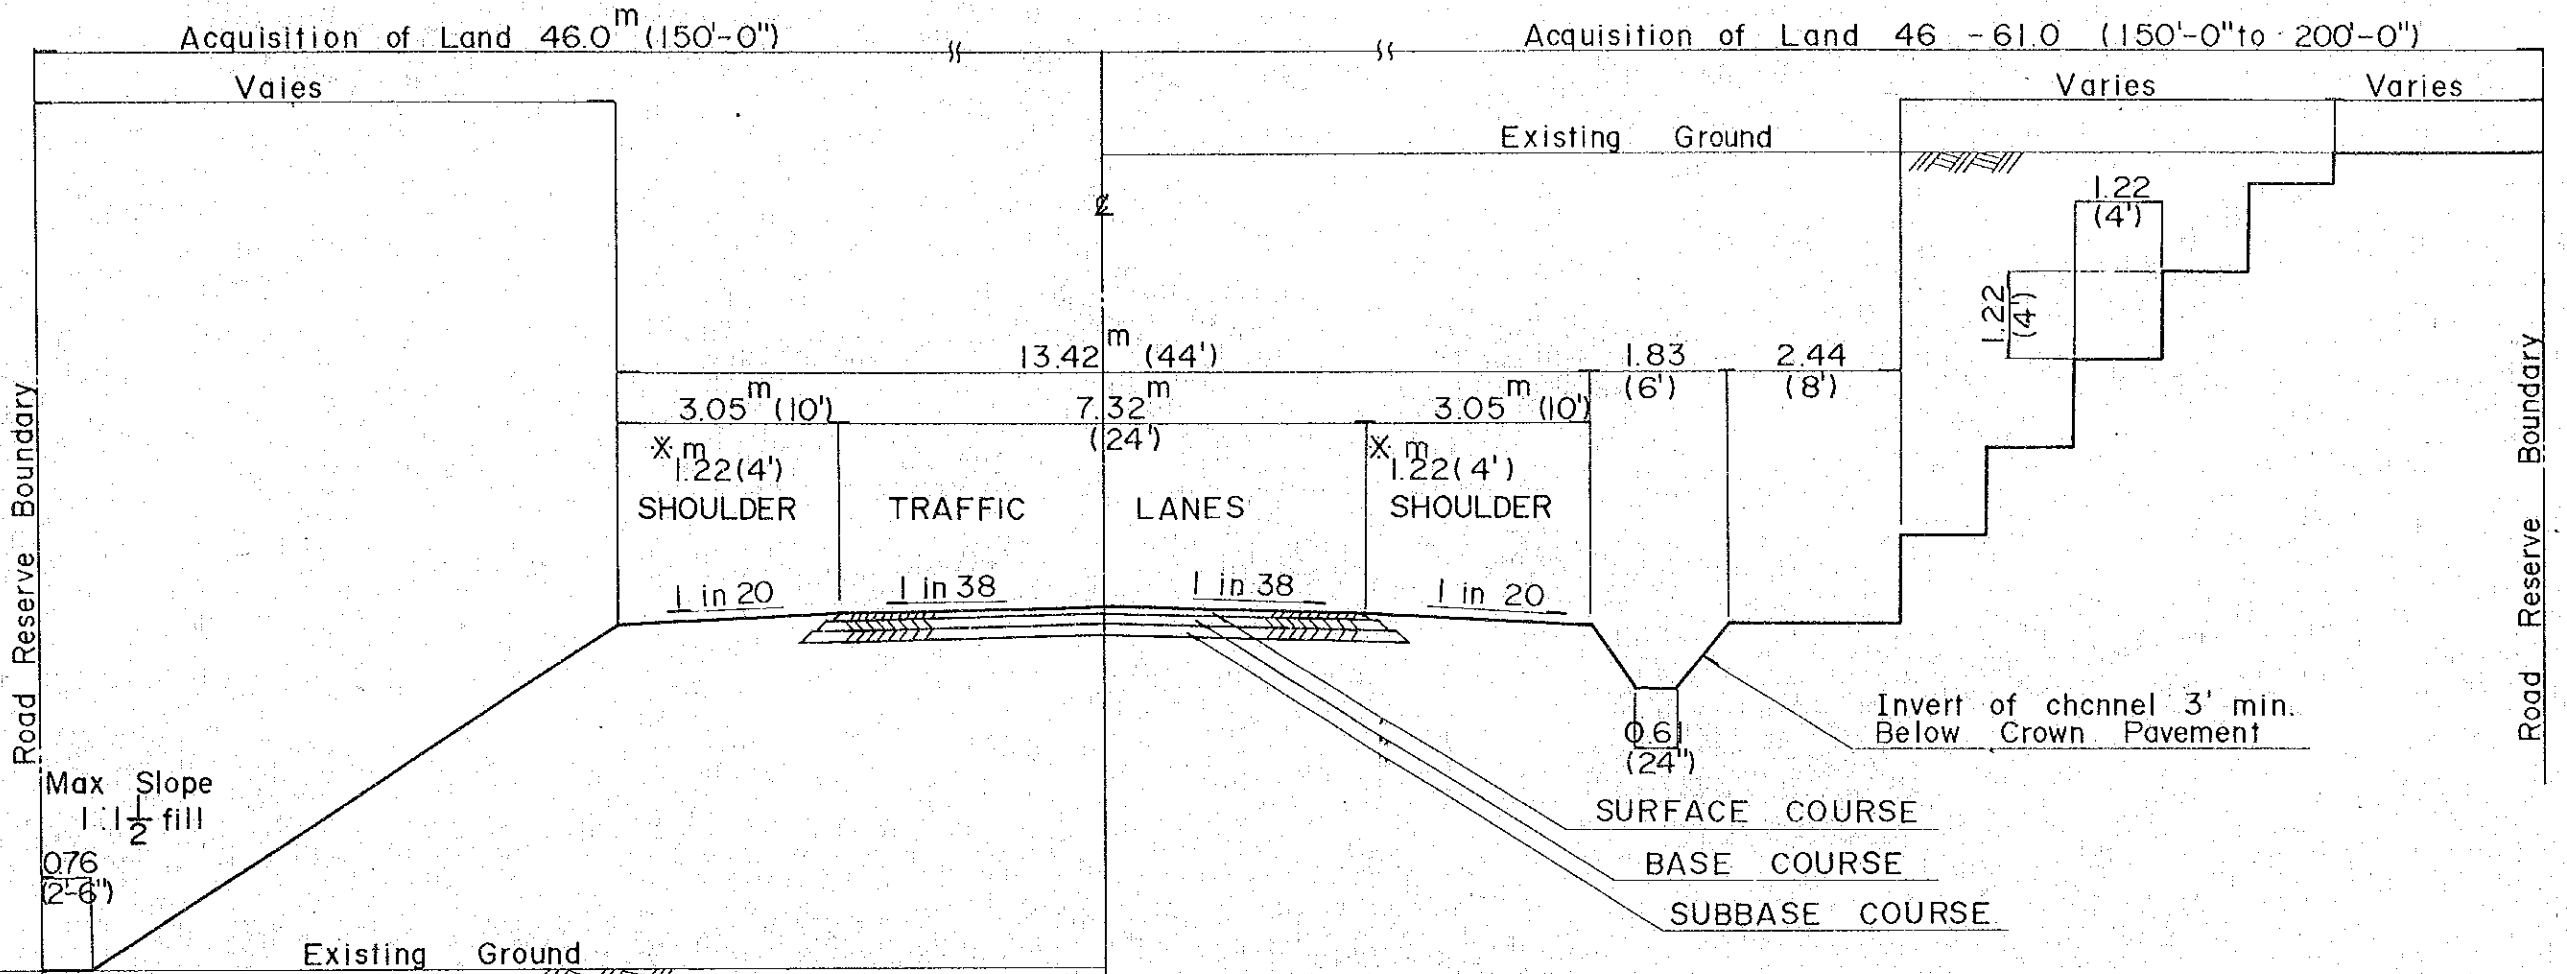 Acquisition of Land 46.0m (150'-0")
Acquisition of Land 46 - 61.0 (150'-0" to 200'-0")
Vaies
Varies
Varies
Existing Ground
1.22
(4')
1.22
(4')
13.42m (44')
1.83
(6')
2.44
(8')
3.05m (10')
7.32m
(24')
3.05m (10')
m
1.22(4')
SHOULDER
TRAFFIC LANES
m
1.22(4')
SHOULDER
1 in 20
1 in 38
1 in 38
1 in 20
Road Reserve Boundary
Road Reserve Boundary
Invert of channel 3' min.
Below Crown Pavement
0.61
(24")
Max Slope
1:1½ fill
0.76
(2'-6")
SURFACE COURSE
BASE COURSE
SUBBASE COURSE
Existing Ground